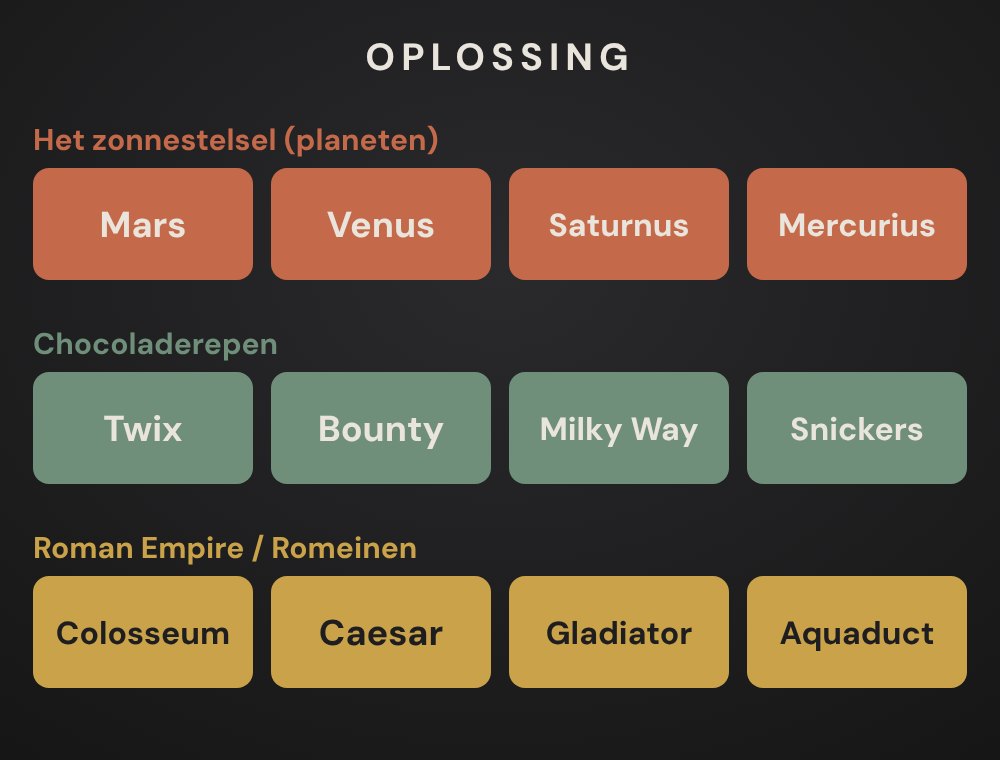 OPLOSSING
Het zonnestelsel (planeten)
Mars Venus Saturnus Mercurius
Chocoladerepen
Twix Bounty Milky Way Snickers
Roman Empire / Romeinen
Colosseum Caesar Gladiator Aquaduct